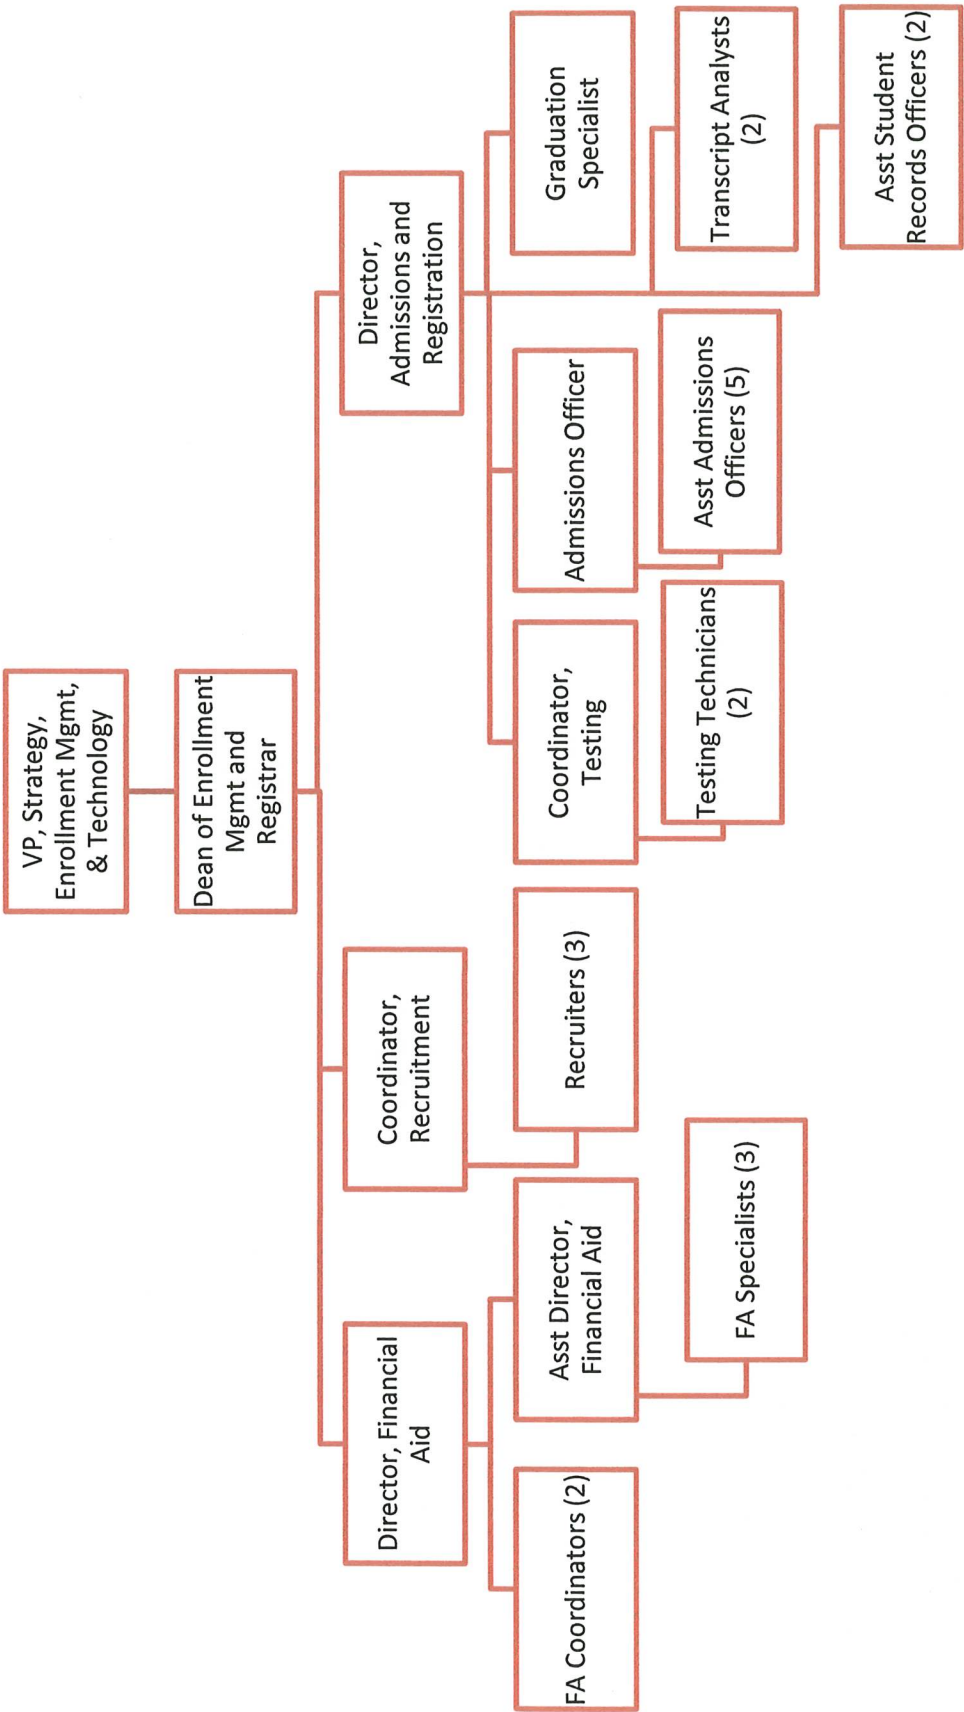 VP, Strategy,
Enrollment Mgmt,
& Technology
Dean of Enrollment
Mgmt and
Registrar
Director, Financial
Aid
Coordinator,
Recruitment
Director,
Admissions and
Registration
FA Coordinators (2)
Asst Director,
Financial Aid
Recruiters (3)
Coordinator,
Testing
Admissions Officer
Graduation
Specialist
FA Specialists (3)
Testing Technicians
(2)
Asst Admissions
Officers (5)
Transcript Analysts
(2)
Asst Student
Records Officers (2)